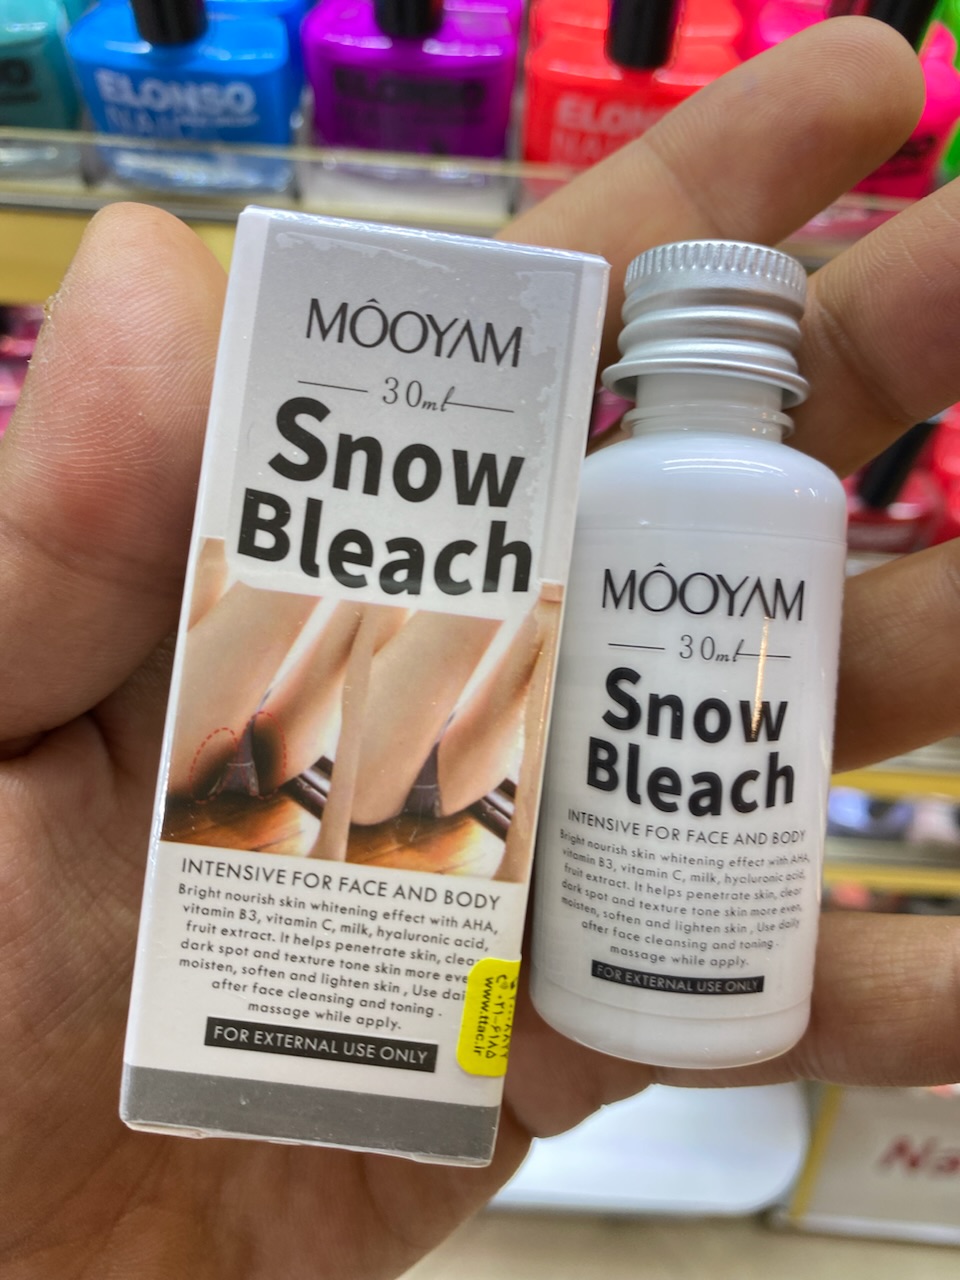 ELONSO
NAIL
ELONSO
MÔOYAM
30ml
Snow
Bleach
INTENSIVE FOR FACE AND BODY
Bright nourish skin whitening effect with AHA,
vitamin B3, vitamin C, milk, hyaluronic acid,
fruit extract. It helps penetrate skin, clear
dark spot and texture tone skin more even,
moisten, soften and lighten skin , Use daily
after face cleansing and toning .
massage while apply.
FOR EXTERNAL USE ONLY
www.ttac.ir
MÔOYAM
30ml
Snow
Bleach
INTENSIVE FOR FACE AND BODY
Bright nourish skin whitening effect with AHA,
vitamin B3, vitamin C, milk, hyaluronic acid,
fruit extract. It helps penetrate skin, clear
dark spot and texture tone skin more even,
moisten, soften and lighten skin , Use daily
after face cleansing and toning .
massage while apply.
FOR EXTERNAL USE ONLY